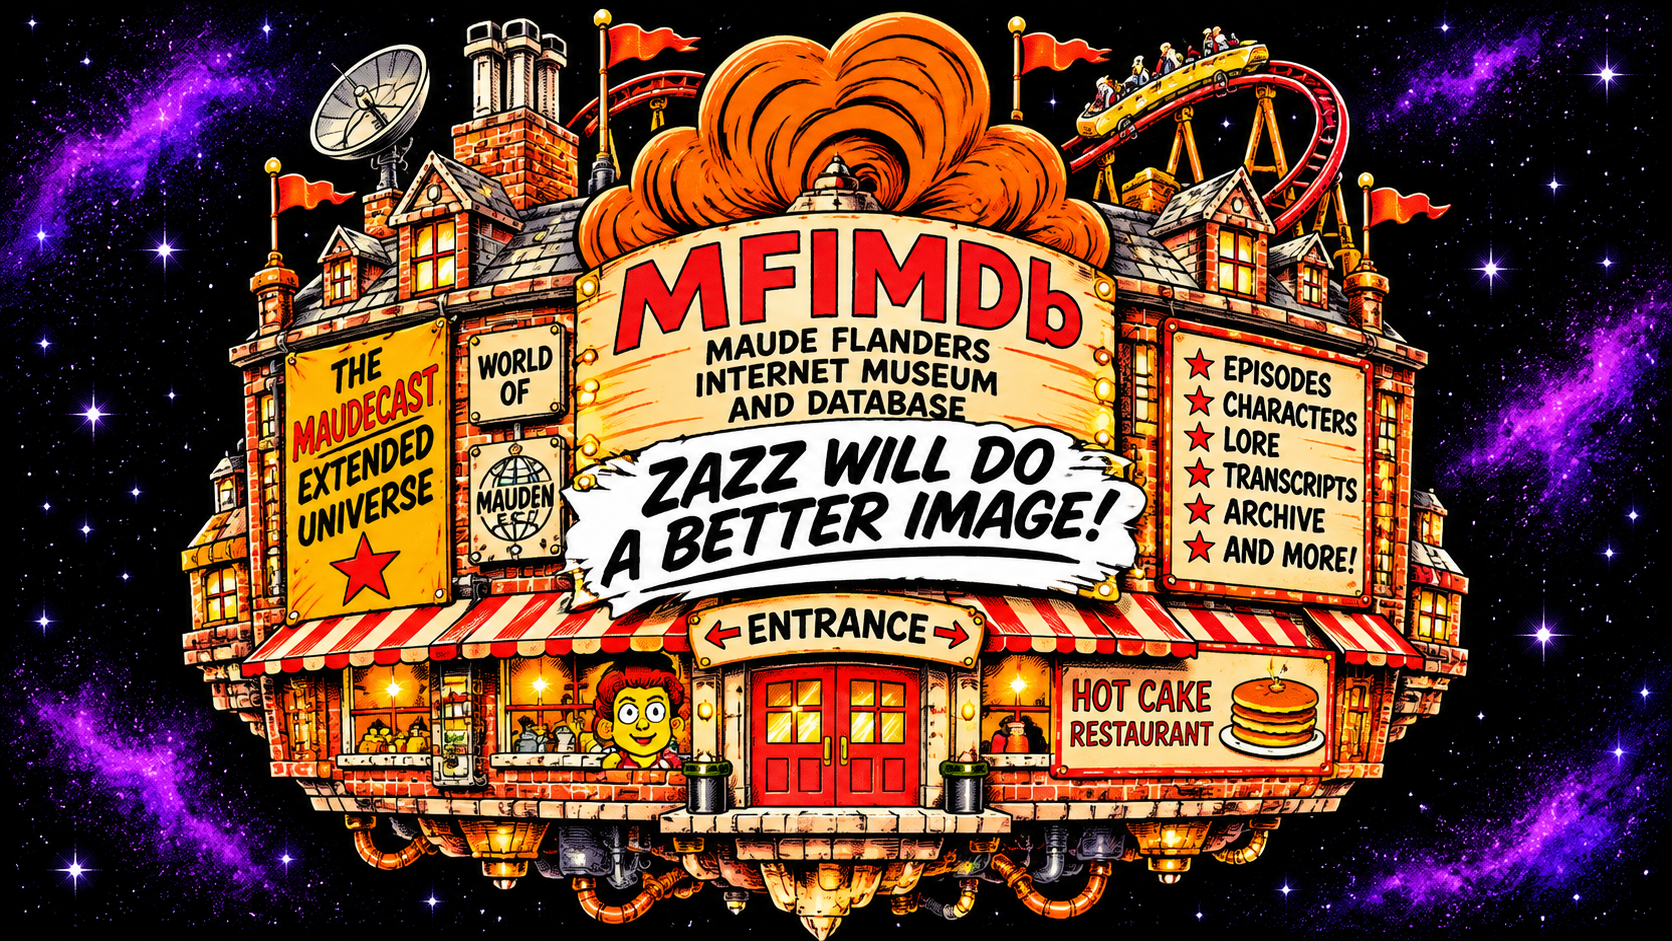 MFIMDb
MAUDE FLANDERS
INTERNET MUSEUM
AND DATABASE
ZAZZ WILL DO
A BETTER IMAGE!
THE
MAUDECAST
EXTENDED
UNIVERSE
WORLD
OF
MAUDEN
EPISODES
CHARACTERS
LORE
TRANSCRIPTS
ARCHIVE
AND MORE!
ENTRANCE
HOT CAKE
RESTAURANT